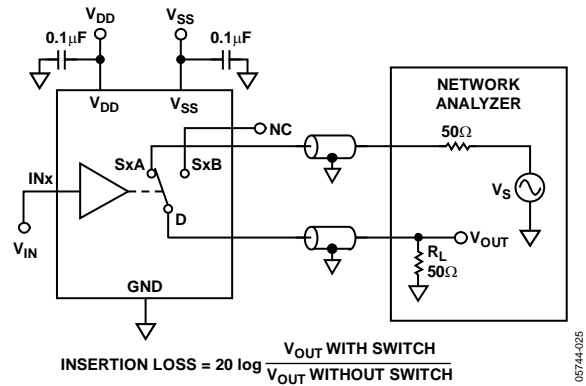 VDD
VSS
0.1μF
0.1μF
VDD
VSS
NETWORK
ANALYZER
NC
50Ω
SxA
SxB
INx
VS
D
VOUT
VIN
RL
50Ω
GND
INSERTION LOSS = 20 log VOUT WITH SWITCH
VOUT WITHOUT SWITCH
05744-025